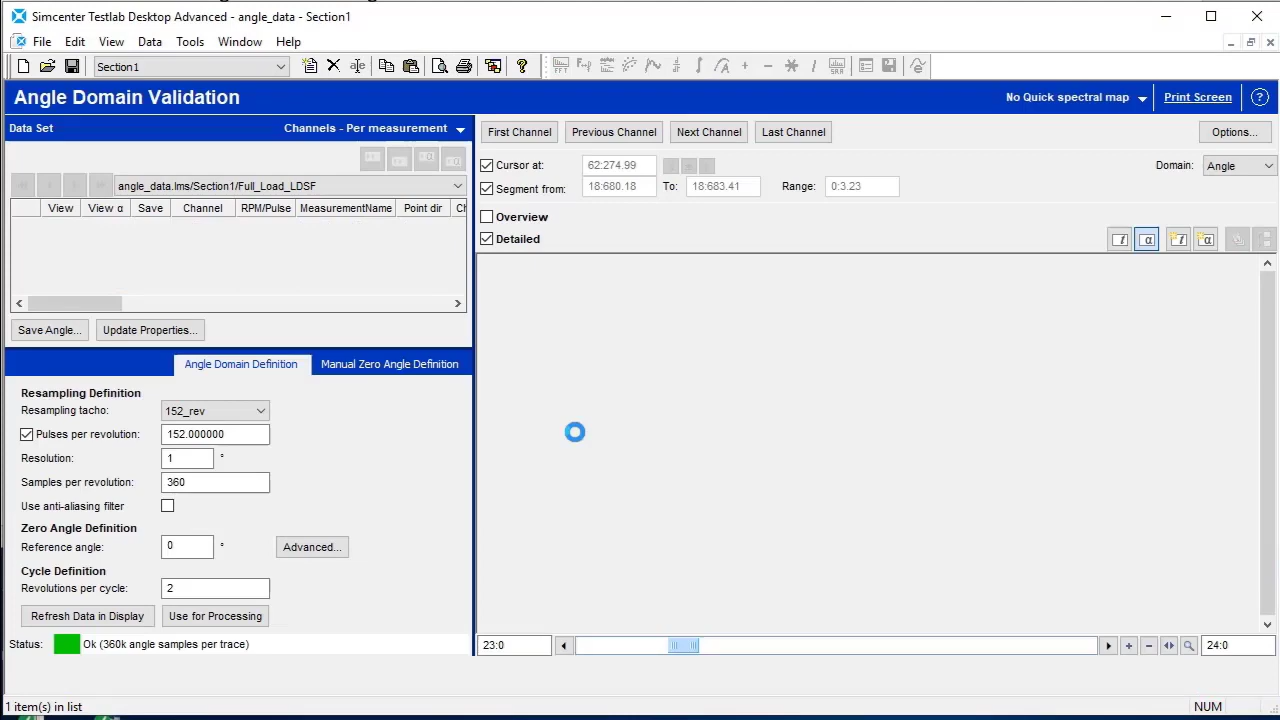 Simcenter Testlab Desktop Advanced - angle_data - Section1
File Edit View Data Tools Window Help
Section1
Angle Domain Validation
No Quick spectral map
Print Screen
Data Set
Channels - Per measurement
First Channel
Previous Channel
Next Channel
Last Channel
Options...
Cursor at:
62:274.99
Domain:
Angle
angle_data.lms/Section1/Full_Load_LDSF
Segment from:
18:680.18
To:
18:683.41
Range:
0:3.23
View View α Save Channel RPM/Pulse MeasurementName Point dir Ch
Overview
Detailed
Save Angle...
Update Properties...
Angle Domain Definition
Manual Zero Angle Definition
Resampling Definition
Resampling tacho:
152_rev
Pulses per revolution:
152.000000
Resolution:
1
°
Samples per revolution:
360
Use anti-aliasing filter
Zero Angle Definition
Reference angle:
0
°
Advanced...
Cycle Definition
Revolutions per cycle:
2
Refresh Data in Display
Use for Processing
Status:
Ok (360k angle samples per trace)
23:0
24:0
1 item(s) in list
NUM